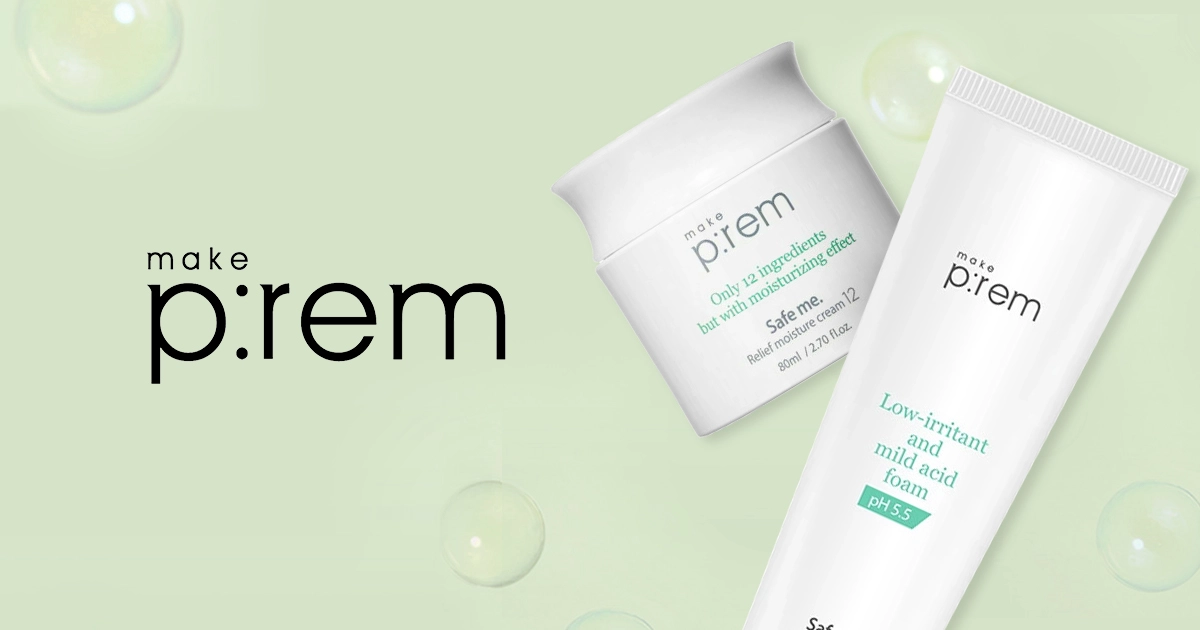 make
p:rem
make
p:rem
Only 12 ingredients
but with moisturizing effect
Safe me.
Relief moisture cream 12
80ml / 2.70 fl.oz.
make
p:rem
Low-irritant
and
mild acid
foam
pH 5.5